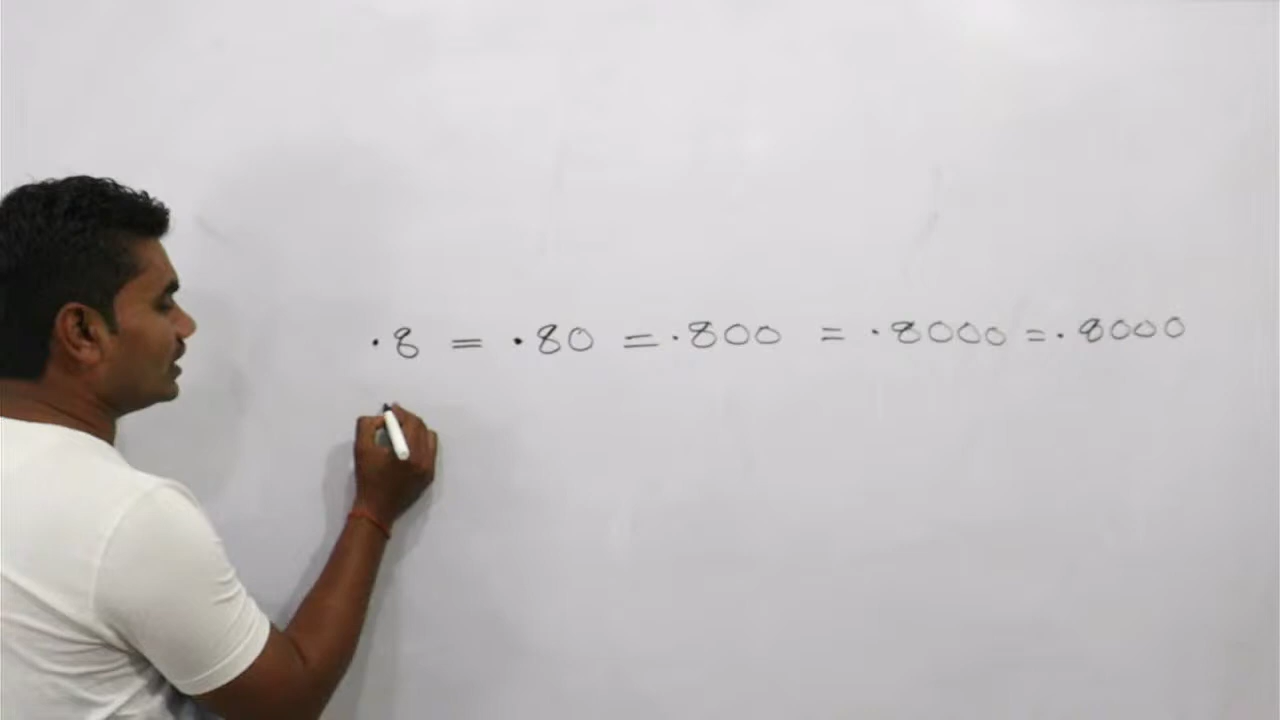 .8 = .80 = .800 = .8000 = .8000